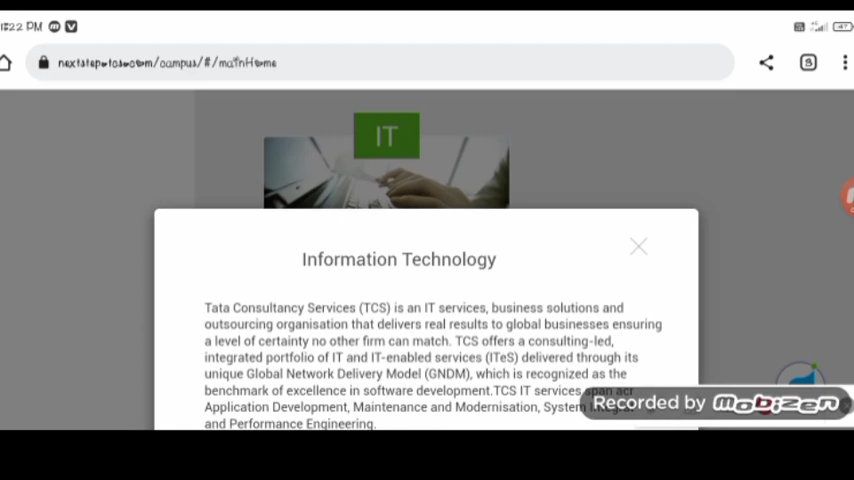 1:22 PM
nextstep.tcs.com/campus/#/mainHome
IT
Information Technology
Tata Consultancy Services (TCS) is an IT services, business solutions and
outsourcing organisation that delivers real results to global businesses ensuring
a level of certainty no other firm can match. TCS offers a consulting-led,
integrated portfolio of IT and IT-enabled services (ITeS) delivered through its
unique Global Network Delivery Model (GNDM), which is recognized as the
benchmark of excellence in software development.TCS IT services span acr
Application Development, Maintenance and Modernisation, System
and Performance Engineering.
Recorded by mobizen